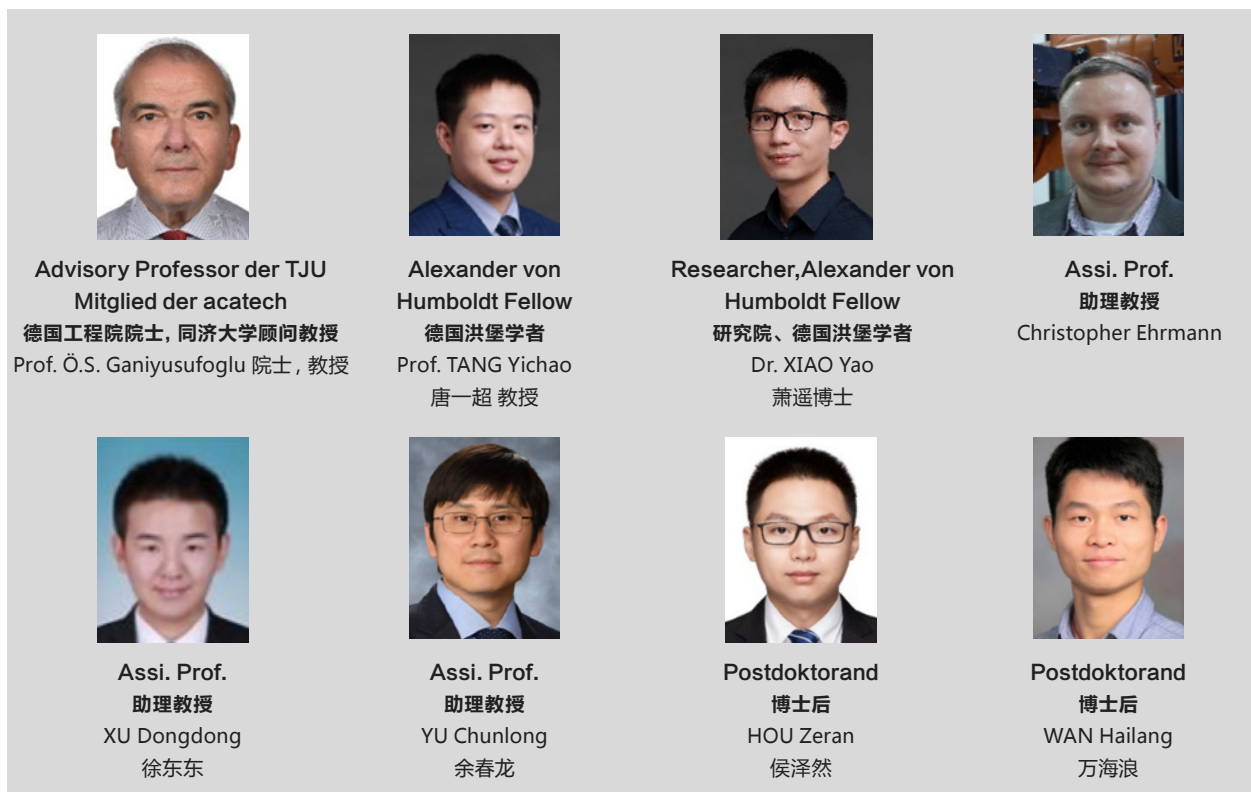 Advisory Professor der TJU
Mitglied der acatech
德国工程院院士, 同济大学顾问教授
Prof. Ö.S. Ganiyusufoglu 院士 , 教授
Alexander von
Humboldt Fellow
德国洪堡学者
Prof. TANG Yichao
唐一超 教授
Researcher,Alexander von
Humboldt Fellow
研究院、德国洪堡学者
Dr. XIAO Yao
萧遥博士
Assi. Prof.
助理教授
Christopher Ehrmann
Assi. Prof.
助理教授
XU Dongdong
徐东东
Assi. Prof.
助理教授
YU Chunlong
余春龙
Postdoktorand
博士后
HOU Zeran
侯泽然
Postdoktorand
博士后
WAN Hailang
万海浪